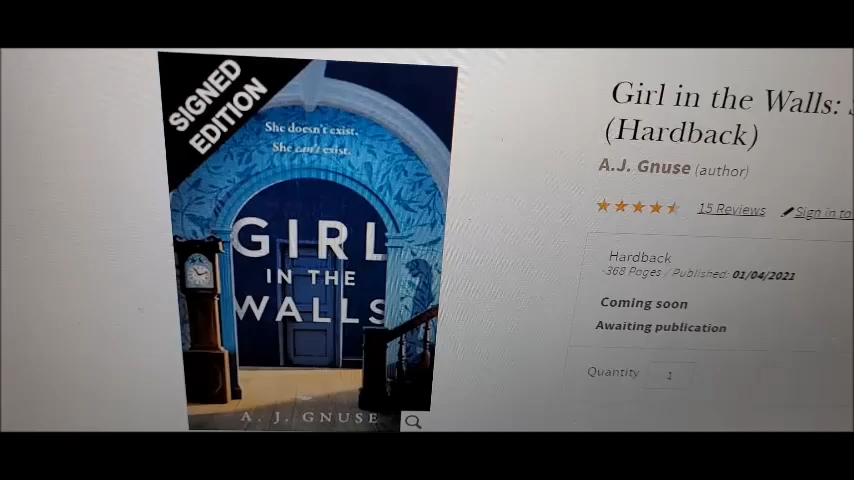 SIGNED
EDITION
She doesn't exist.
She can't exist.
GIRL
IN THE
WALLS
A. J. GNUSE
Girl in the Walls:
(Hardback)
A.J. Gnuse (author)
15 Reviews
Sign in to
Hardback
368 Pages / Published: 01/04/2021
Coming soon
Awaiting publication
Quantity 1